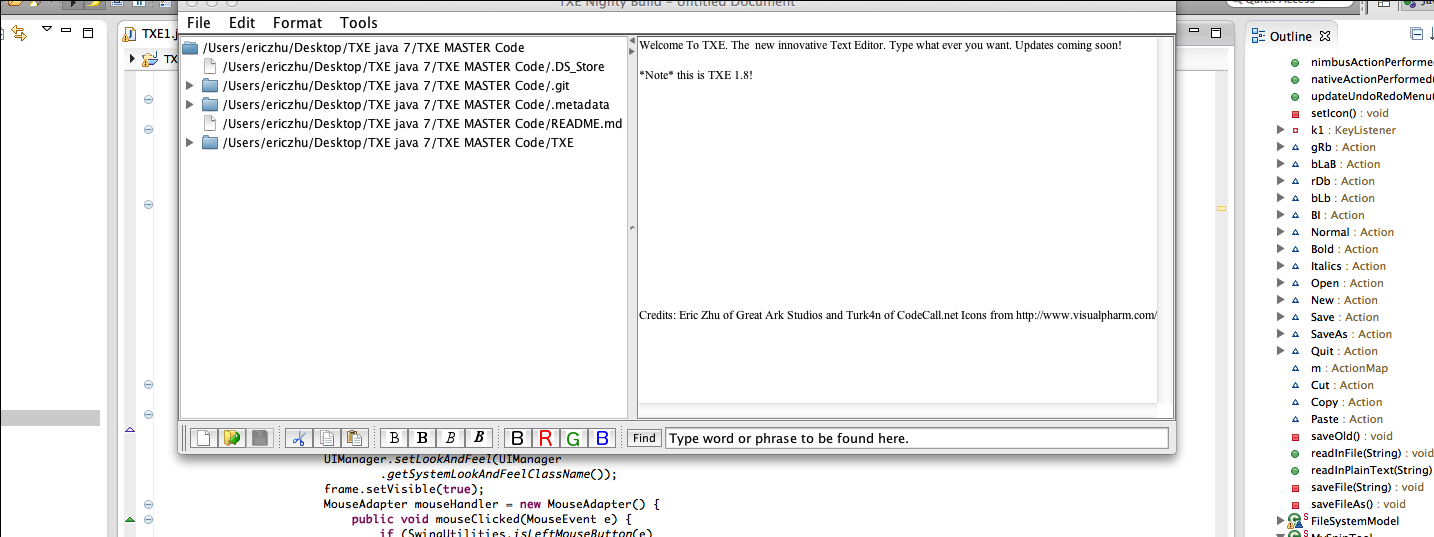 TXE Nighty Build - Untitled Document
Quick Access
File Edit Format Tools
TXE1.j
TX
/Users/ericzhu/Desktop/TXE java 7/TXE MASTER Code
/Users/ericzhu/Desktop/TXE java 7/TXE MASTER Code/.DS_Store
/Users/ericzhu/Desktop/TXE java 7/TXE MASTER Code/.git
/Users/ericzhu/Desktop/TXE java 7/TXE MASTER Code/.metadata
/Users/ericzhu/Desktop/TXE java 7/TXE MASTER Code/README.md
/Users/ericzhu/Desktop/TXE java 7/TXE MASTER Code/TXE
Welcome To TXE. The new innovative Text Editor. Type what ever you want. Updates coming soon!
*Note* this is TXE 1.8!
Credits: Eric Zhu of Great Ark Studios and Turk4n of CodeCall.net Icons from http://www.visualpharm.com/
B B B B B R G B Find Type word or phrase to be found here.
UIManager.setLookAndFeel(UIManager
.getSystemLookAndFeelClassName());
frame.setVisible(true);
MouseAdapter mouseHandler = new MouseAdapter() {
public void mouseClicked(MouseEvent e) {
if (SwingUtilities.isLeftMouseButton(e)
Outline
nimbusActionPerformed
nativeActionPerformed(
updateUndoRedoMenu(
setIcon() : void
k1 : KeyListener
gRb : Action
bLaB : Action
rDb : Action
bLb : Action
Bl : Action
Normal : Action
Bold : Action
Italics : Action
Open : Action
New : Action
Save : Action
SaveAs : Action
Quit : Action
m : ActionMap
Cut : Action
Copy : Action
Paste : Action
saveOld() : void
readInFile(String) : void
readInPlainText(String)
saveFile(String) : void
saveFileAs() : void
FileSystemModel
MySpinTool